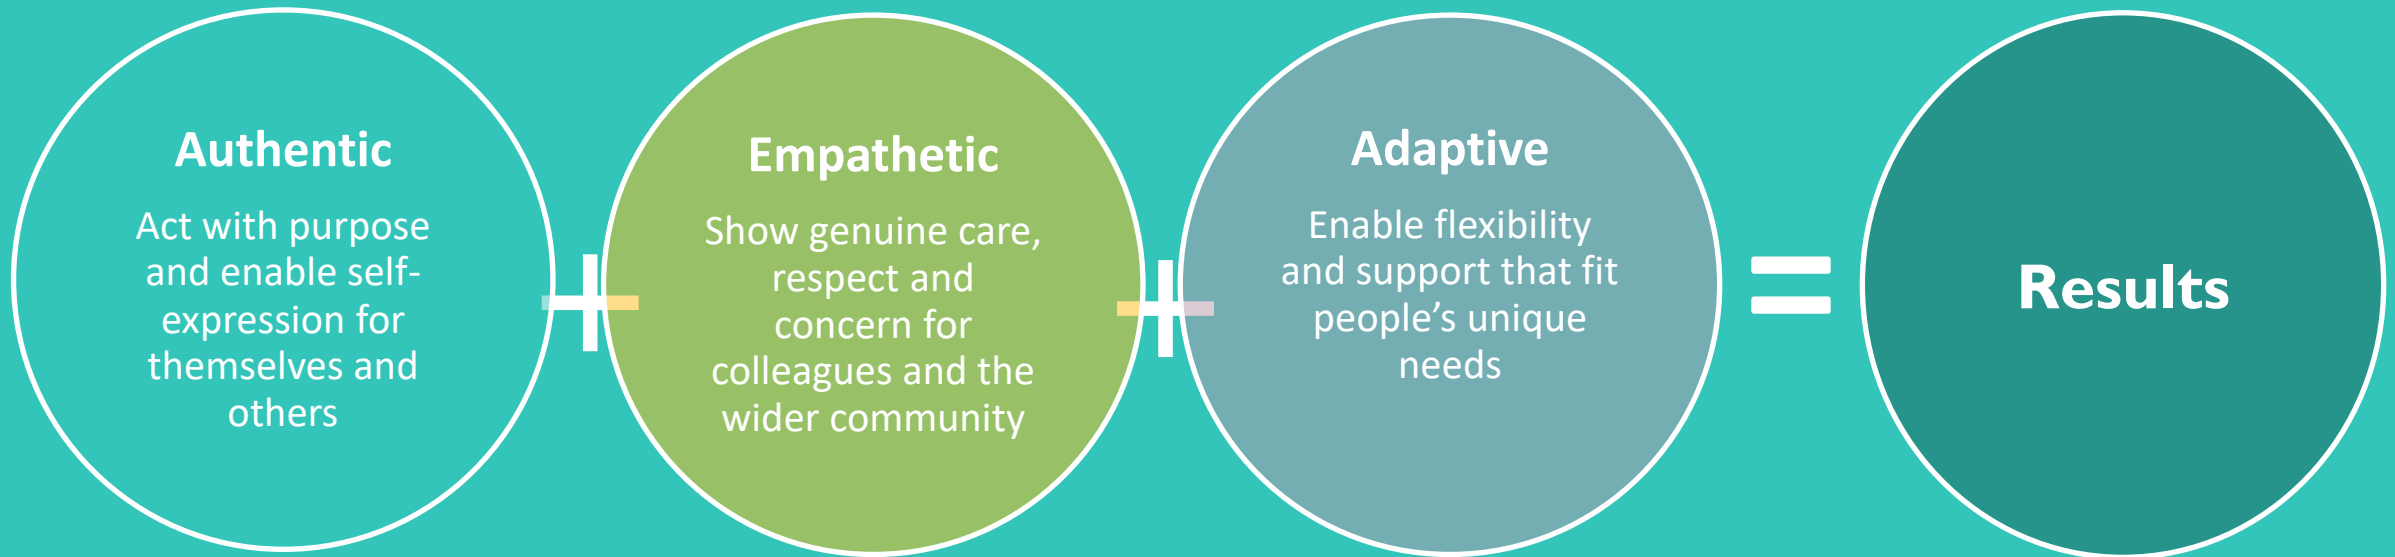 Authentic
Act with purpose
and enable self-
expression for
themselves and
others
+
Empathetic
Show genuine care,
respect and
concern for
colleagues and the
wider community
+
Adaptive
Enable flexibility
and support that fit
people’s unique
needs
=
Results